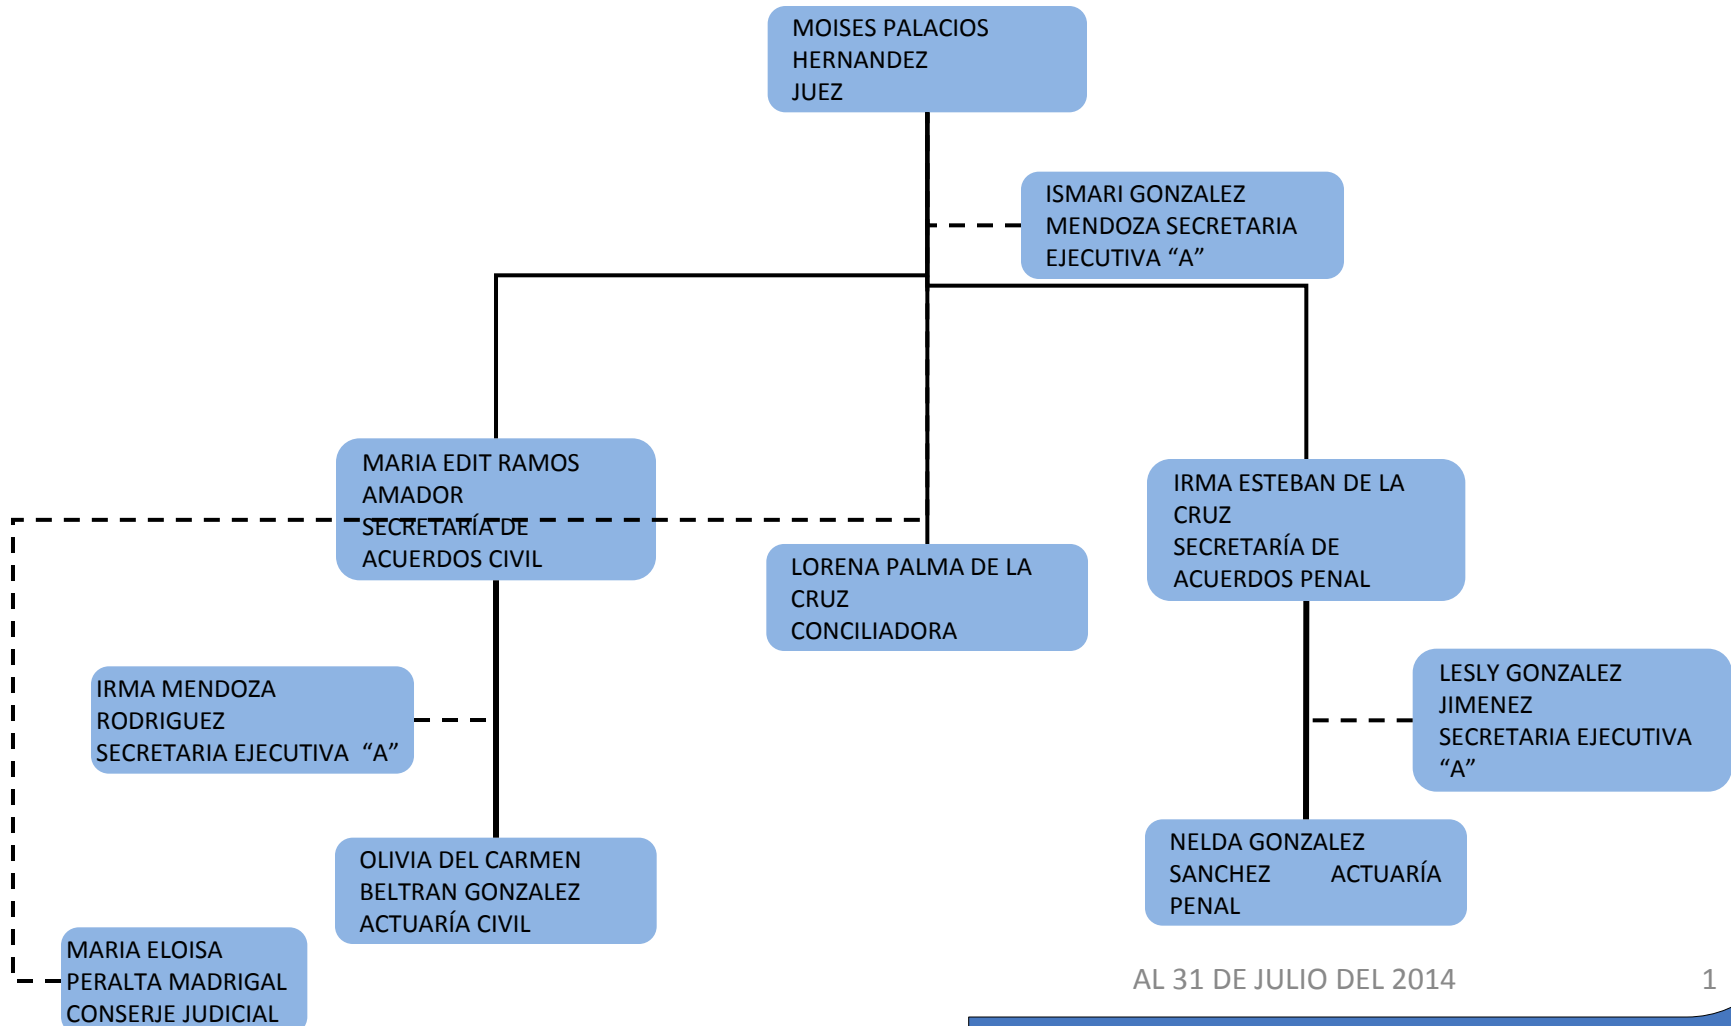 MOISES PALACIOS
HERNANDEZ
JUEZ
ISMARI GONZALEZ
MENDOZA SECRETARIA
EJECUTIVA “A”
MARIA EDIT RAMOS
AMADOR
SECRETARÍA DE
ACUERDOS CIVIL
LORENA PALMA DE LA
CRUZ
CONCILIADORA
IRMA ESTEBAN DE LA
CRUZ
SECRETARÍA DE
ACUERDOS PENAL
IRMA MENDOZA
RODRIGUEZ
SECRETARIA EJECUTIVA “A”
LESLY GONZALEZ
JIMENEZ
SECRETARIA EJECUTIVA
“A”
OLIVIA DEL CARMEN
BELTRAN GONZALEZ
ACTUARÍA CIVIL
NELDA GONZALEZ
SANCHEZ ACTUARÍA
PENAL
MARIA ELOISA
PERALTA MADRIGAL
CONSERJE JUDICIAL
AL 31 DE JULIO DEL 2014
1